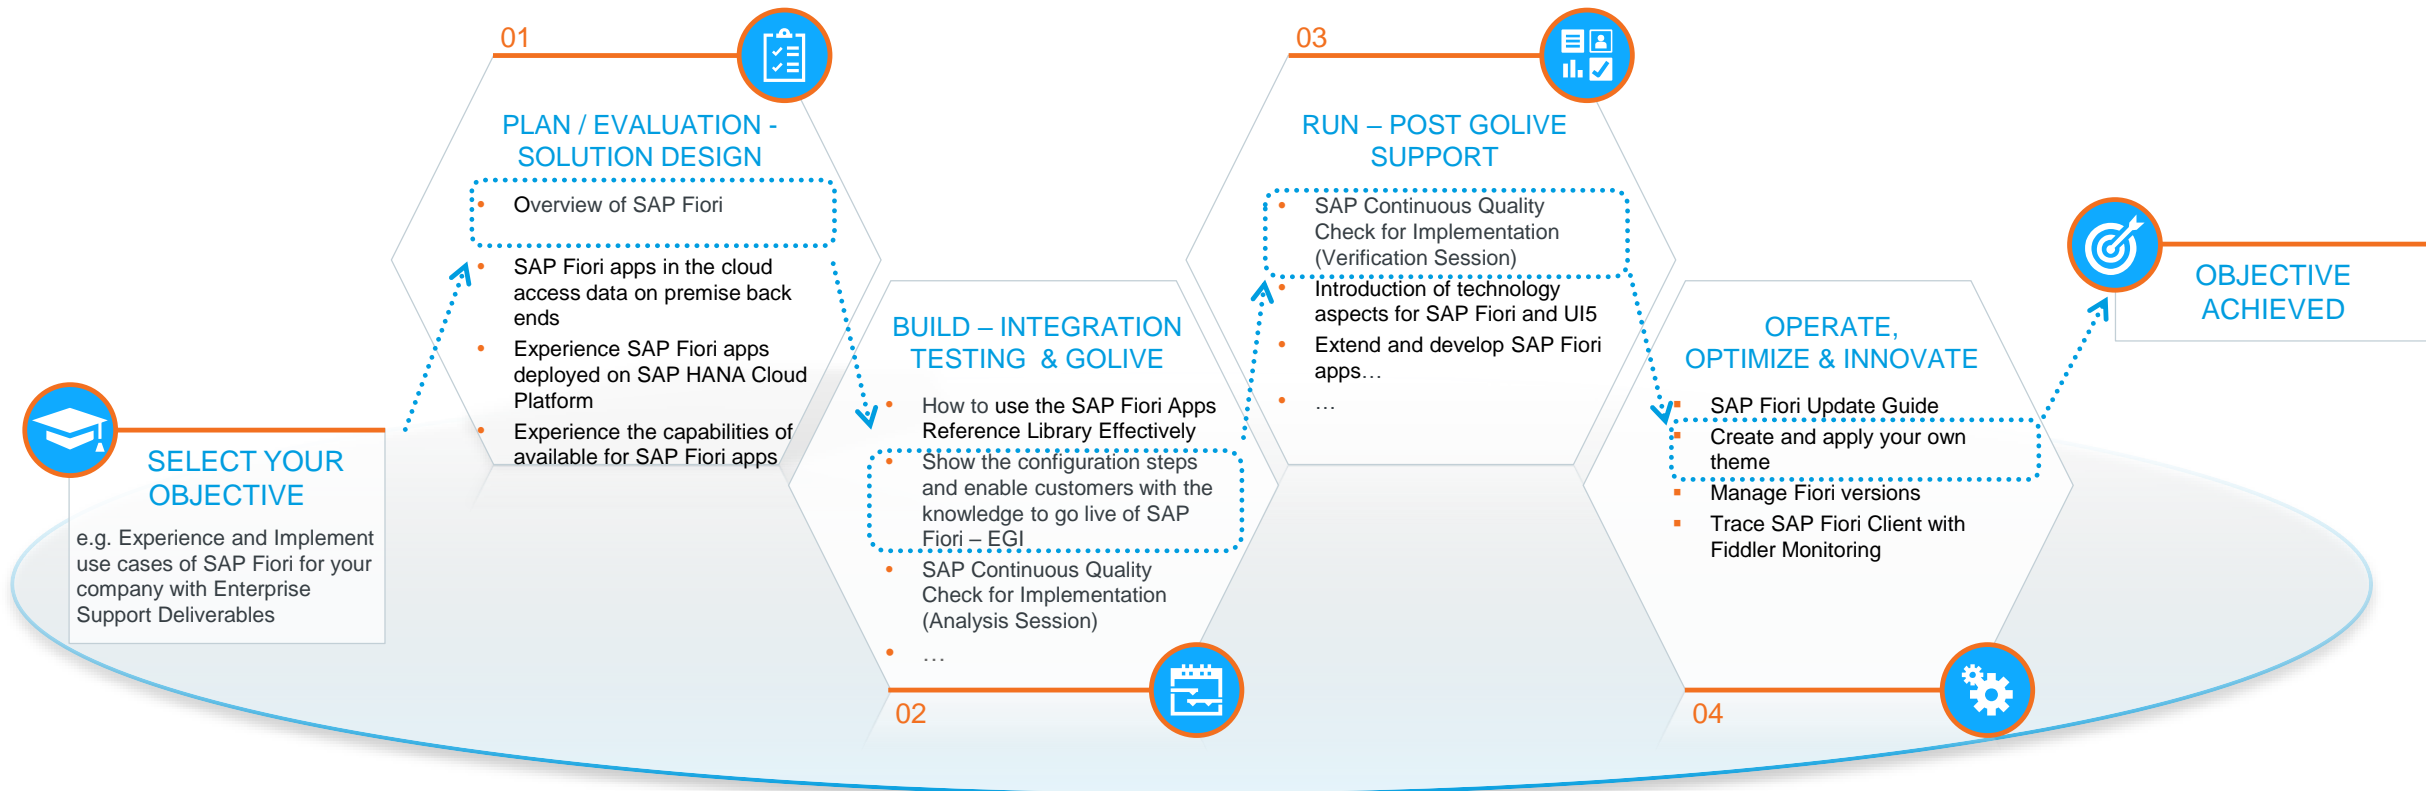 SELECT YOUR
OBJECTIVE
e.g. Experience and Implement
use cases of SAP Fiori for your
company with Enterprise
Support Deliverables
01
PLAN / EVALUATION -
SOLUTION DESIGN
• Overview of SAP Fiori
• SAP Fiori apps in the cloud
access data on premise back
ends
• Experience SAP Fiori apps
deployed on SAP HANA Cloud
Platform
• Experience the capabilities of
available for SAP Fiori apps
BUILD – INTEGRATION
TESTING & GOLIVE
• How to use the SAP Fiori Apps
Reference Library Effectively
• Show the configuration steps
and enable customers with the
knowledge to go live of SAP
Fiori – EGI
• SAP Continuous Quality
Check for Implementation
(Analysis Session)
• …
02
03
RUN – POST GOLIVE
SUPPORT
• SAP Continuous Quality
Check for Implementation
(Verification Session)
• Introduction of technology
aspects for SAP Fiori and UI5
• Extend and develop SAP Fiori
apps…
• …
OPERATE,
OPTIMIZE & INNOVATE
▪ SAP Fiori Update Guide
▪ Create and apply your own
theme
▪ Manage Fiori versions
▪ Trace SAP Fiori Client with
Fiddler Monitoring
04
OBJECTIVE
ACHIEVED